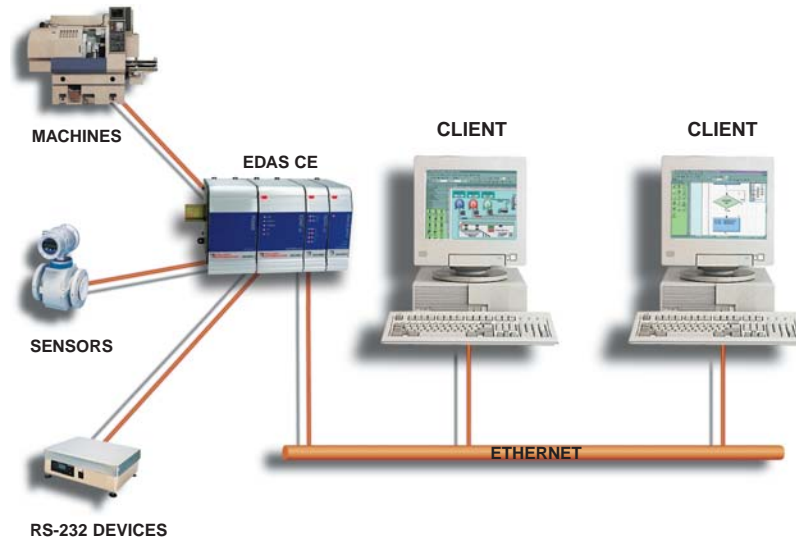 MACHINES
EDAS CE
CLIENT
CLIENT
SENSORS
ETHERNET
RS-232 DEVICES